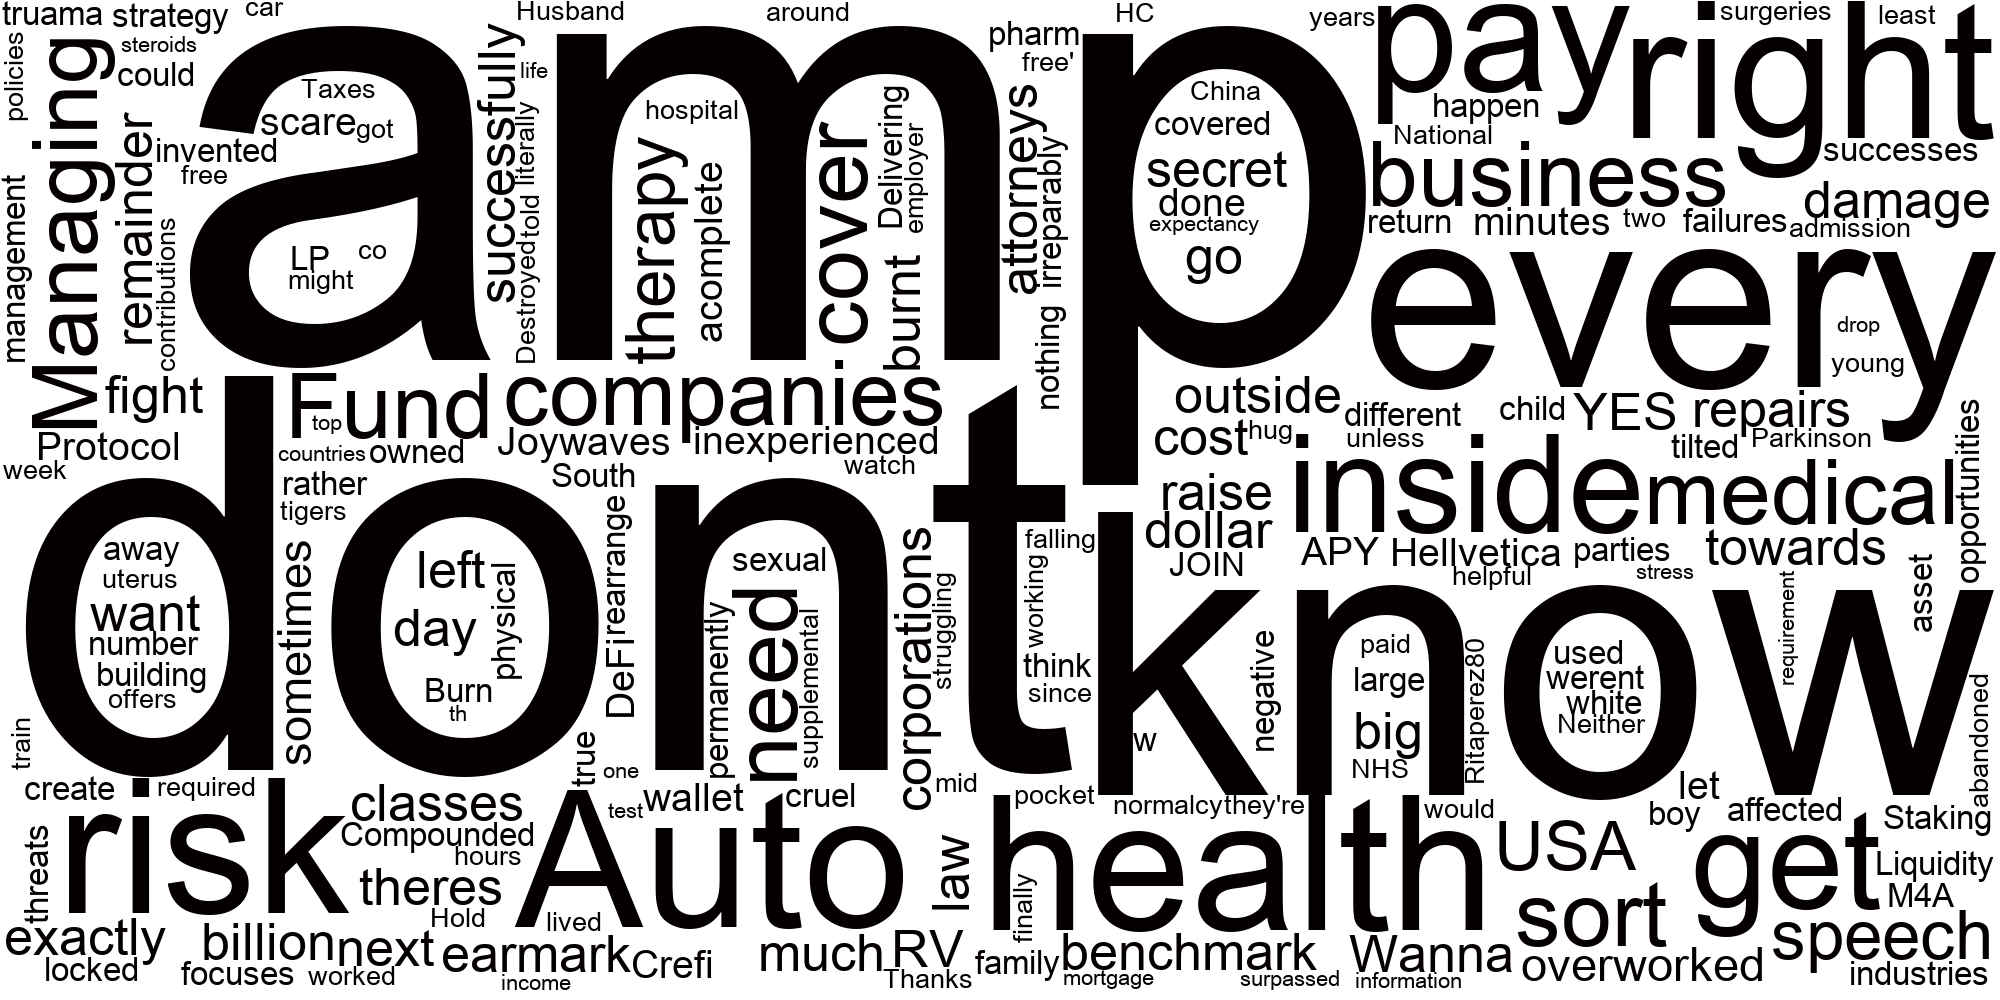 truama strategy car Husband around HC years pay surgeries least
policies steroids could Taxes scare got successfully life hospital pharm free' China right
Managing remainder invented free amp told literally therapy cover Delivering employer attorneys irreparably covered happen National
management contributions LP co might Destroyed acomplete burnt nothing secret done expectancy go business successes damage
return minutes two failures admission
every drop young
fight Fund top companies outside different child YES repairs
Protocol countries owned Joywaves inexperienced cost hug unless tilted Parkinson opportunities
week rather South watch raise inside medical
tigers dont rearrange dollar
away sometimes left physical sexual corporations falling JOIN APY Hellvetica parties towards
uterus DeFi need struggling working helpful stress asset
want day permanently supplemental think know requirement
number negative paid used
building Burn since large werent
offers th w big white
Neither
train true one mid NHS Ritaperez80 let abandoned
create required classes test wallet cruel pocket normalcy they're would boy affected Staking
risk Compounded Auto health USA get
threats hours law Liquidity
theres M4A
Hold lived finally sort speech
exactly billion next earmark Crefi much RV family benchmark Wanna overworked
locked focuses worked income Thanks mortgage surpassed information industries